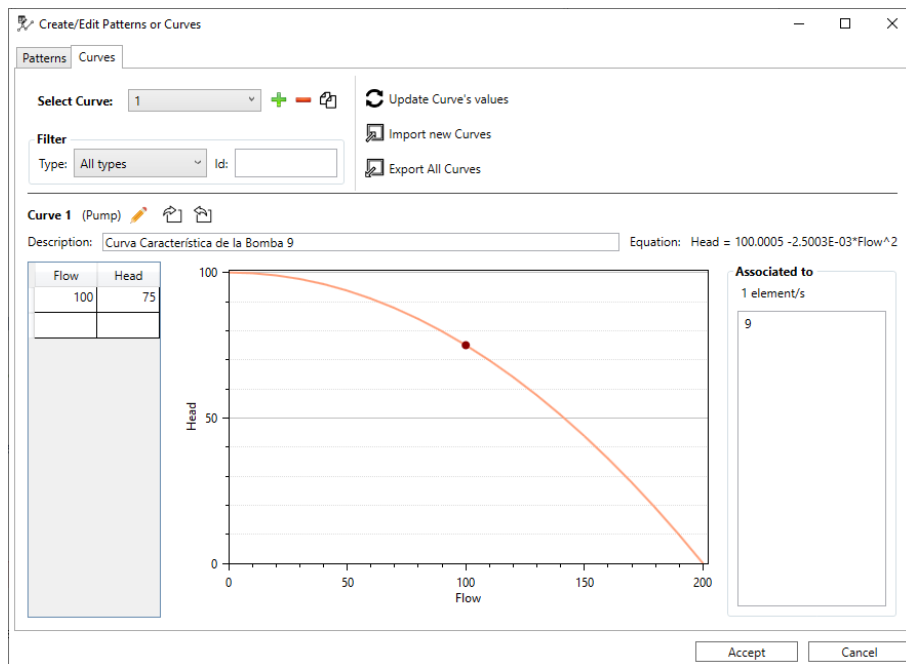 Create/Edit Patterns or Curves
Patterns Curves
Select Curve: 1
Update Curve's values
Filter
Import new Curves
Type: All types Id:
Export All Curves
Curve 1 (Pump)
Description: Curva Característica de la Bomba 9 Equation: Head = 100.0005 -2.5003E-03*Flow^2
Flow Head
100 75
100
50
0
Head
0 50 100 150 200
Flow
Associated to
1 element/s
9
Accept Cancel